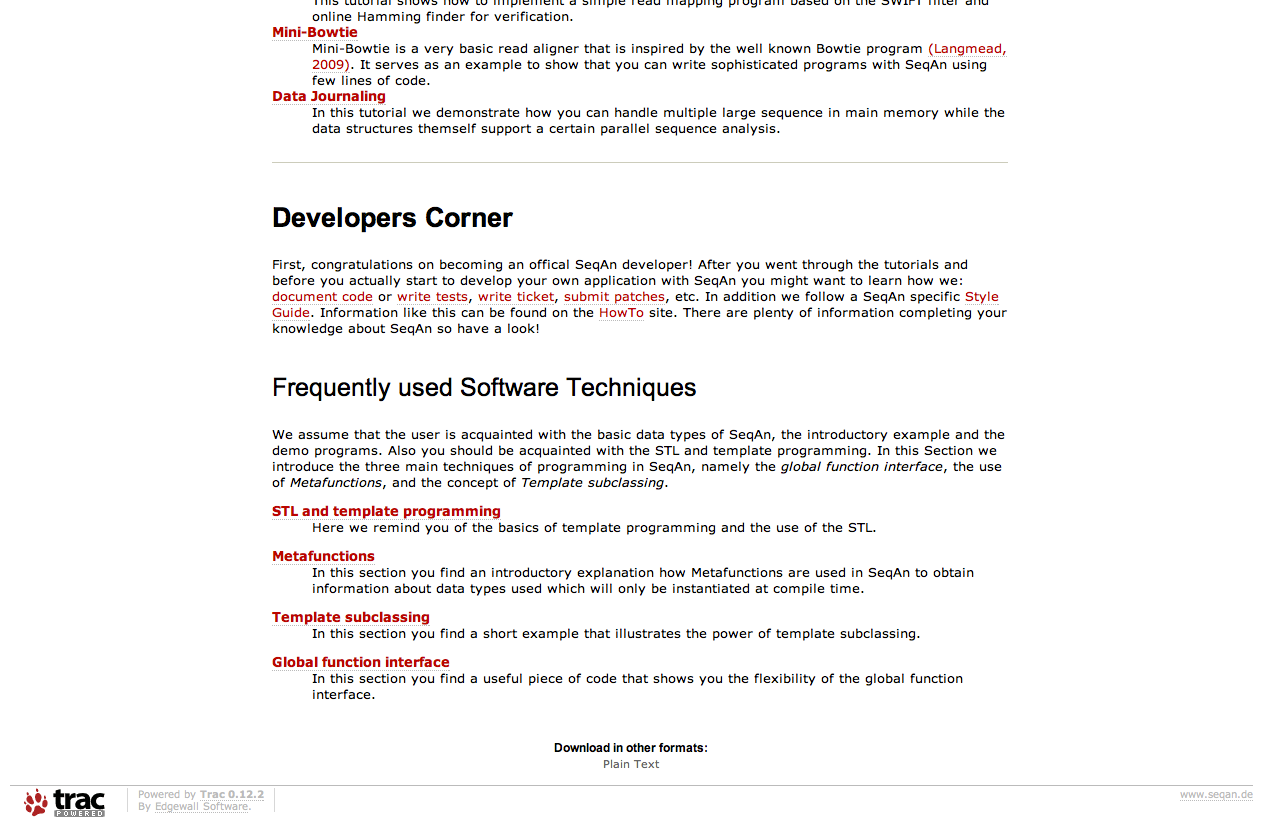 This tutorial shows how to implement a simple read mapping program based on the SWIFT filter and
online Hamming finder for verification.
Mini-Bowtie
Mini-Bowtie is a very basic read aligner that is inspired by the well known Bowtie program (Langmead,
2009). It serves as an example to show that you can write sophisticated programs with SeqAn using
few lines of code.
Data Journaling
In this tutorial we demonstrate how you can handle multiple large sequence in main memory while the
data structures themself support a certain parallel sequence analysis.
Developers Corner
First, congratulations on becoming an offical SeqAn developer! After you went through the tutorials and
before you actually start to develop your own application with SeqAn you might want to learn how we:
document code or write tests, write ticket, submit patches, etc. In addition we follow a SeqAn specific Style
Guide. Information like this can be found on the HowTo site. There are plenty of information completing your
knowledge about SeqAn so have a look!
Frequently used Software Techniques
We assume that the user is acquainted with the basic data types of SeqAn, the introductory example and the
demo programs. Also you should be acquainted with the STL and template programming. In this Section we
introduce the three main techniques of programming in SeqAn, namely the global function interface, the use
of Metafunctions, and the concept of Template subclassing.
STL and template programming
Here we remind you of the basics of template programming and the use of the STL.
Metafunctions
In this section you find an introductory explanation how Metafunctions are used in SeqAn to obtain
information about data types used which will only be instantiated at compile time.
Template subclassing
In this section you find a short example that illustrates the power of template subclassing.
Global function interface
In this section you find a useful piece of code that shows you the flexibility of the global function
interface.
Download in other formats:
Plain Text
trac
POWERED
Powered by Trac 0.12.2
By Edgewall Software.
www.seqan.de